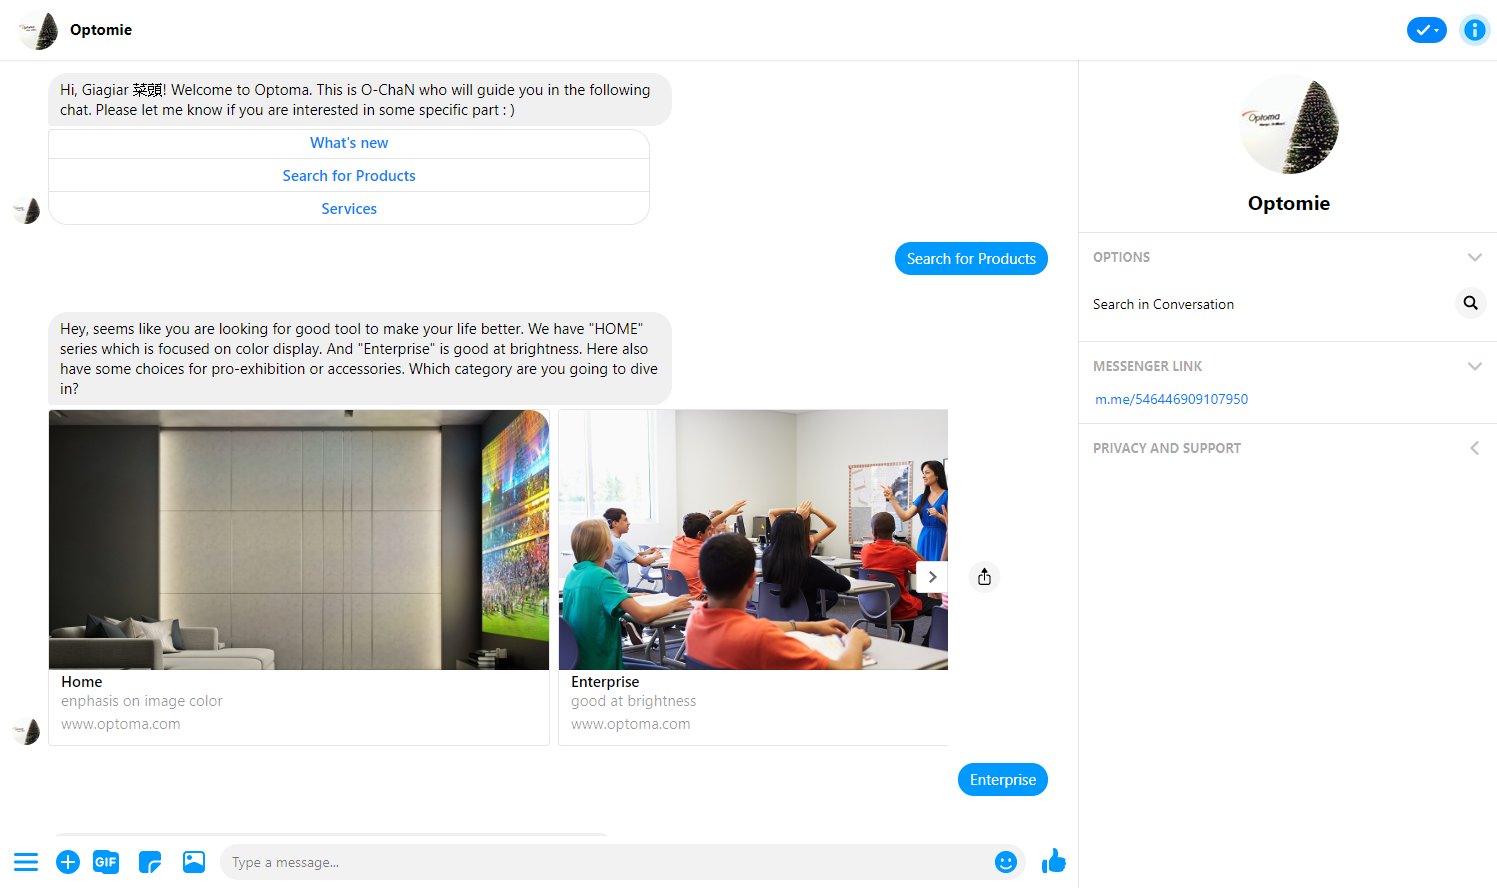 Optomie
Hi, Giagiar 菜頭! Welcome to Optoma. This is O-ChaN who will guide you in the following
chat. Please let me know if you are interested in some specific part : )
What's new
Search for Products
Services
Search for Products
Hey, seems like you are looking for good tool to make your life better. We have "HOME"
series which is focused on color display. And "Enterprise" is good at brightness. Here also
have some choices for pro-exhibition or accessories. Which category are you going to dive
in?
Home
enphasis on image color
www.optoma.com
Enterprise
good at brightness
www.optoma.com
Enterprise
GIF
Type a message...
Optoma
Optomie
OPTIONS
Search in Conversation
MESSENGER LINK
m.me/546446909107950
PRIVACY AND SUPPORT